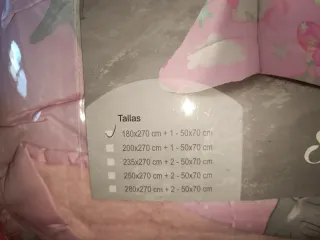 Tallas
180x270 cm + 1 - 50x70 cm
200x270 cm + 1 - 50x70 cm
235x270 cm + 2 - 50x70 cm
250x270 cm + 2 - 50x70 cm
280x270 cm + 2 - 50x70 cm